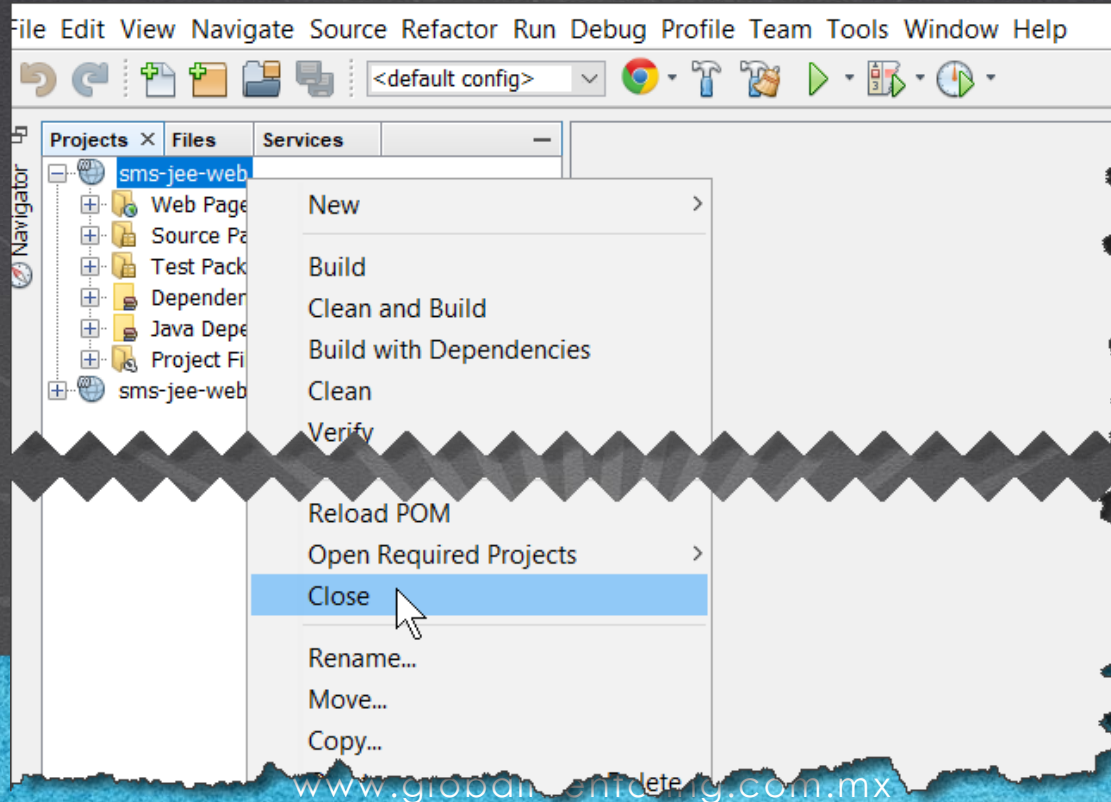 File Edit View Navigate Source Refactor Run Debug Profile Team Tools Window Help
<default config>
Projects Files Services
Navigator
sms-jee-web
Web Page
Source Pa
Test Pack
Dependen
Java Depe
Project Fi
sms-jee-web
New
Build
Clean and Build
Build with Dependencies
Clean
Verify
Reload POM
Open Required Projects
Close
Rename...
Move...
Copy...